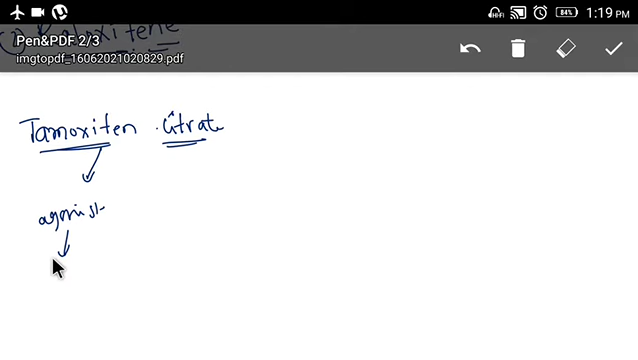 84% 1:19 PM
Pen&PDF 2/3
imgtopdf_16062021020829.pdf
Tamoxifen citrate
agonist